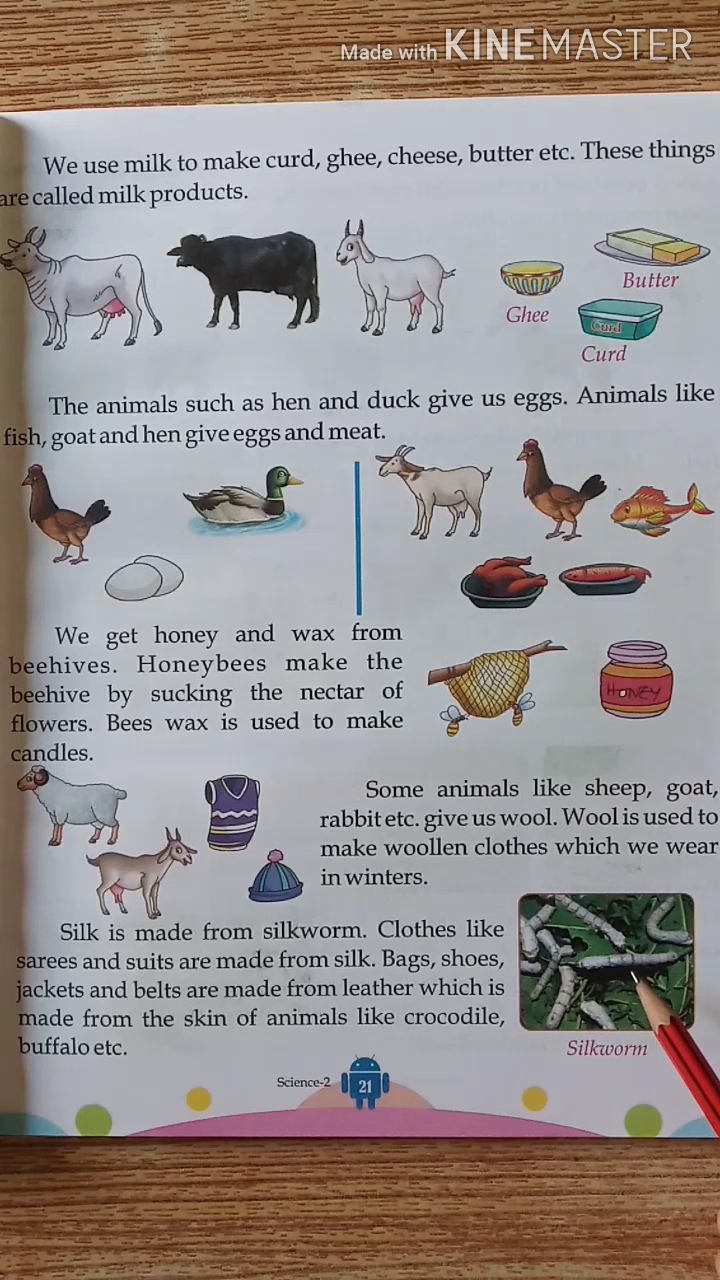 Made with KINEMASTER
We use milk to make curd, ghee, cheese, butter etc. These things
are called milk products.
Butter
Ghee
Curd
Curd
The animals such as hen and duck give us eggs. Animals like
fish, goat and hen give eggs and meat.
We get honey and wax from
beehives. Honeybees make the
beehive by sucking the nectar of
flowers. Bees wax is used to make
candles.
HONEY
Some animals like sheep, goat,
rabbit etc. give us wool. Wool is used to
make woollen clothes which we wear
in winters.
Silk is made from silkworm. Clothes like
sarees and suits are made from silk. Bags, shoes,
jackets and belts are made from leather which is
made from the skin of animals like crocodile,
buffalo etc.
Silkworm
Science-2 21